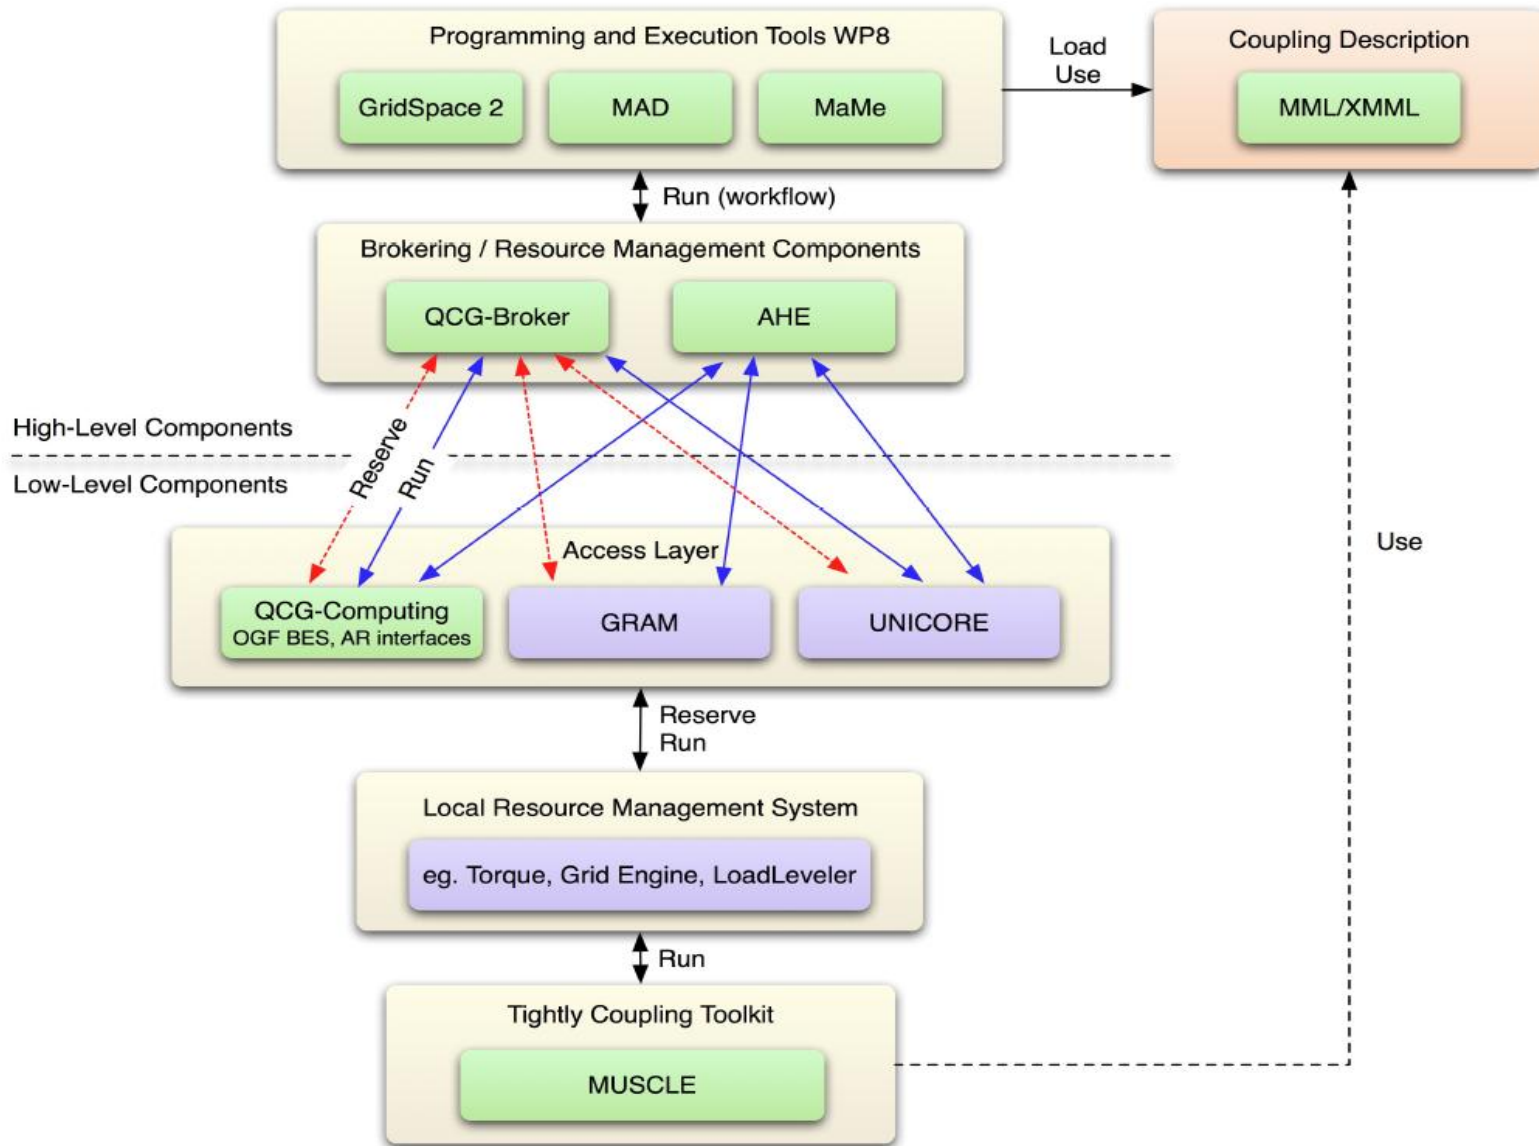 Programming and Execution Tools WP8
GridSpace 2
MAD
MaMe
Load
Use
Coupling Description
MML/XMML
Run (workflow)
Brokering / Resource Management Components
QCG-Broker
AHE
High-Level Components
Reserve
Run
Low-Level Components
Access Layer
QCG-Computing
OGF BES, AR interfaces
GRAM
UNICORE
Use
Reserve
Run
Local Resource Management System
eg. Torque, Grid Engine, LoadLeveler
Run
Tightly Coupling Toolkit
MUSCLE